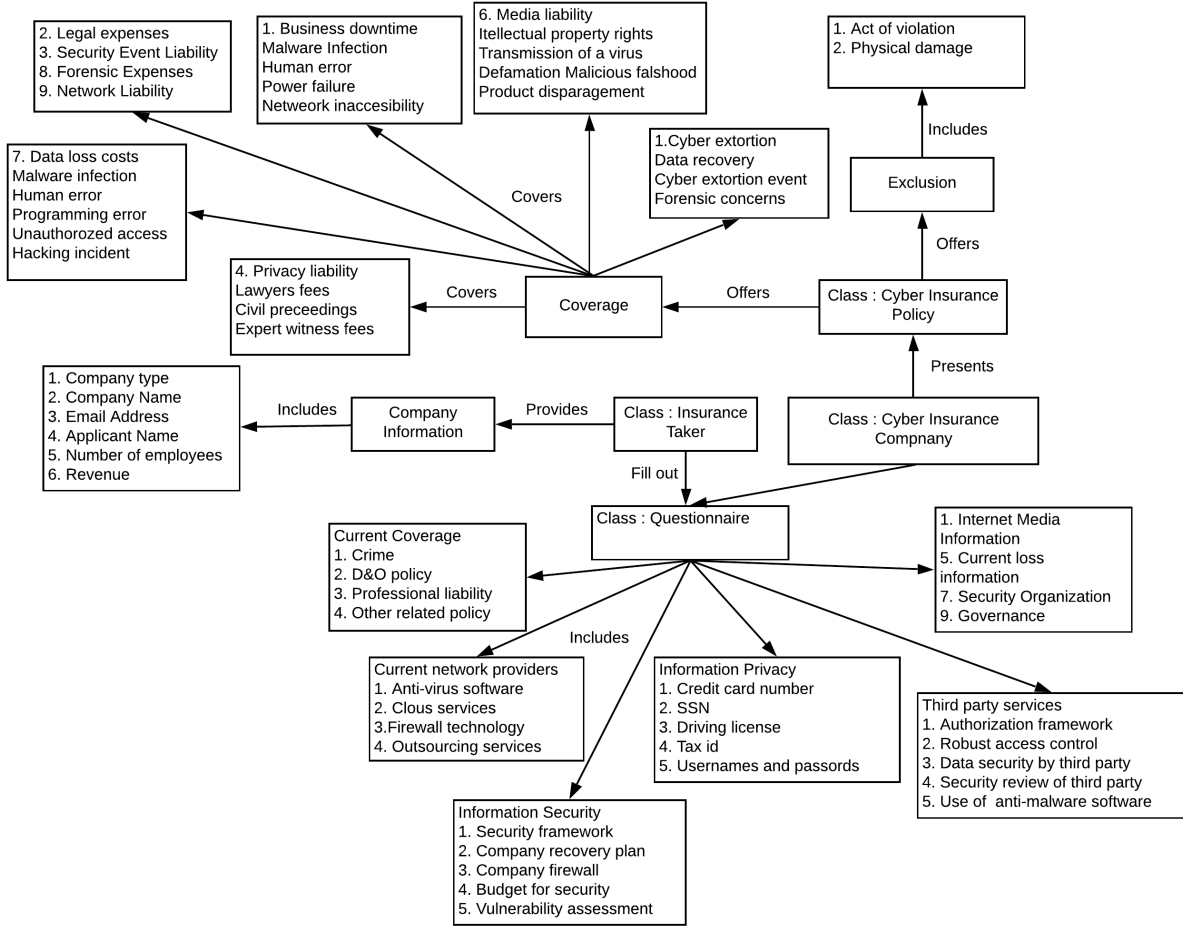 2. Legal expenses
3. Security Event Liability
8. Forensic Expenses
9. Network Liability
1. Business downtime
Malware Infection
Human error
Power failure
Netweork inaccesibility
6. Media liability
Itellectual property rights
Transmission of a virus
Defamation Malicious falshood
Product disparagement
1. Act of violation
2. Physical damage
Includes
7. Data loss costs
Malware infection
Human error
Programming error
Unauthorozed access
Hacking incident
Covers
1.Cyber extortion
Data recovery
Cyber extortion event
Forensic concerns
Exclusion
Offers
4. Privacy liability
Lawyers fees
Civil preceedings
Expert witness fees
Covers
Coverage
Offers
Class : Cyber Insurance
Policy
Presents
1. Company type
2. Company Name
3. Email Address
4. Applicant Name
5. Number of employees
6. Revenue
Includes
Company
Information
Provides
Class : Insurance
Taker
Class : Cyber Insurance
Compnany
Fill out
Class : Questionnaire
Current Coverage
1. Crime
2. D&O policy
3. Professional liability
4. Other related policy
1. Internet Media
Information
5. Current loss
information
7. Security Organization
9. Governance
Includes
Current network providers
1. Anti-virus software
2. Clous services
3.Firewall technology
4. Outsourcing services
Information Privacy
1. Credit card number
2. SSN
3. Driving license
4. Tax id
5. Usernames and passords
Third party services
1. Authorization framework
2. Robust access control
3. Data security by third party
4. Security review of third party
5. Use of  anti-malware software
Information Security
1. Security framework
2. Company recovery plan
3. Company firewall
4. Budget for security
5. Vulnerability assessment